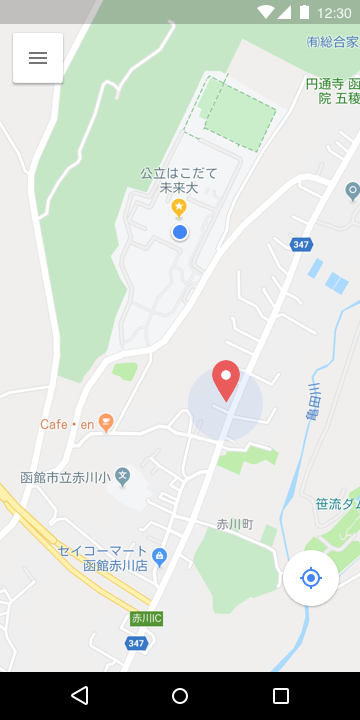 12:30
㈲総合家
円通寺 函
院 五稜
公立はこだて
未来大
347
亀田川
Cafe・en
函館市立赤川小
文
笹流ダム
赤川町
セイコーマート
函館赤川店
赤川IC
347